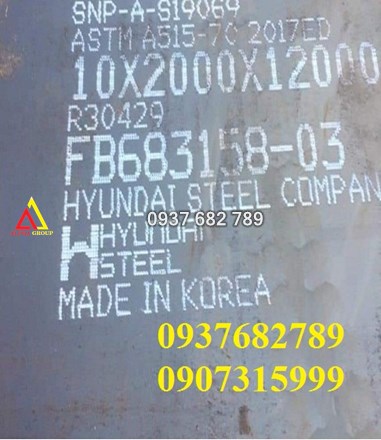 SNP-A-S19069
ASTM A515-70 2017ED
10X2000X12000
R30429
FB683158-03
HYUNDAI STEEL COMPAN
GROUP
0937 682 789
HYUNDAI
STEEL
MADE IN KOREA
0937682789
0907315999